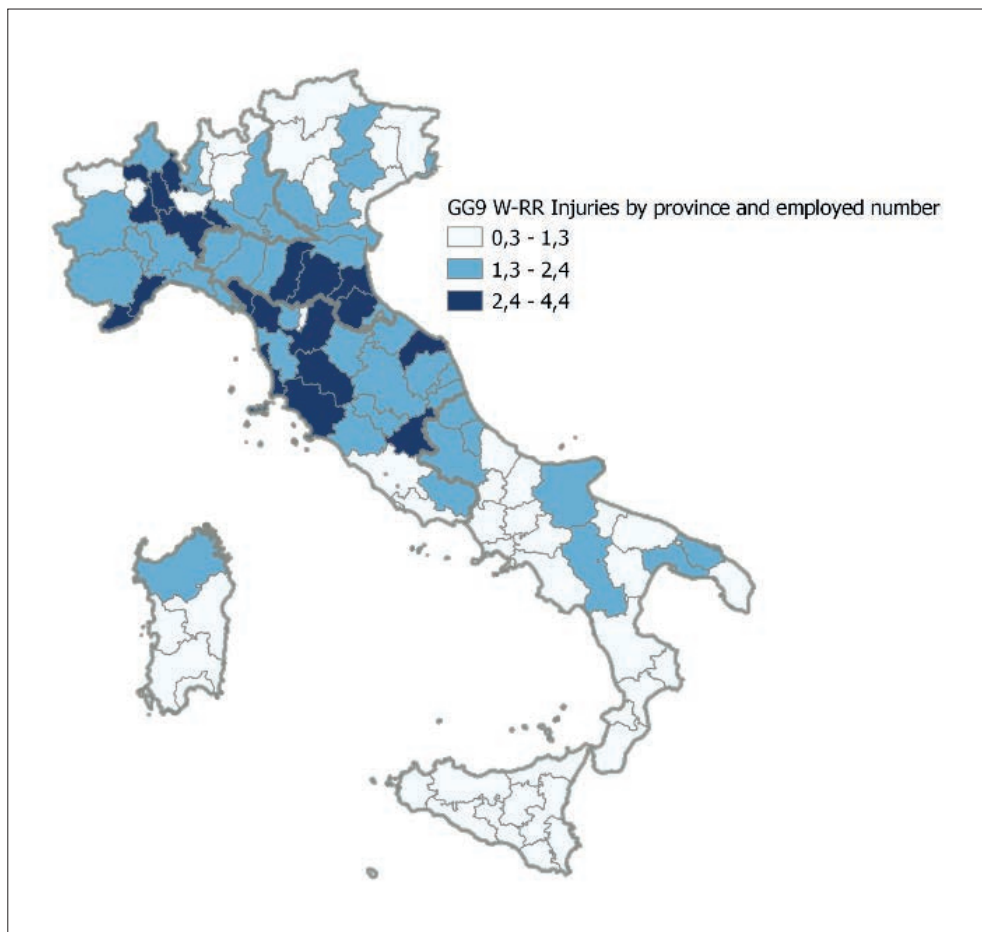 GG9 W-RR Injuries by province and employed number
0,3 - 1,3
1,3 - 2,4
2,4 - 4,4